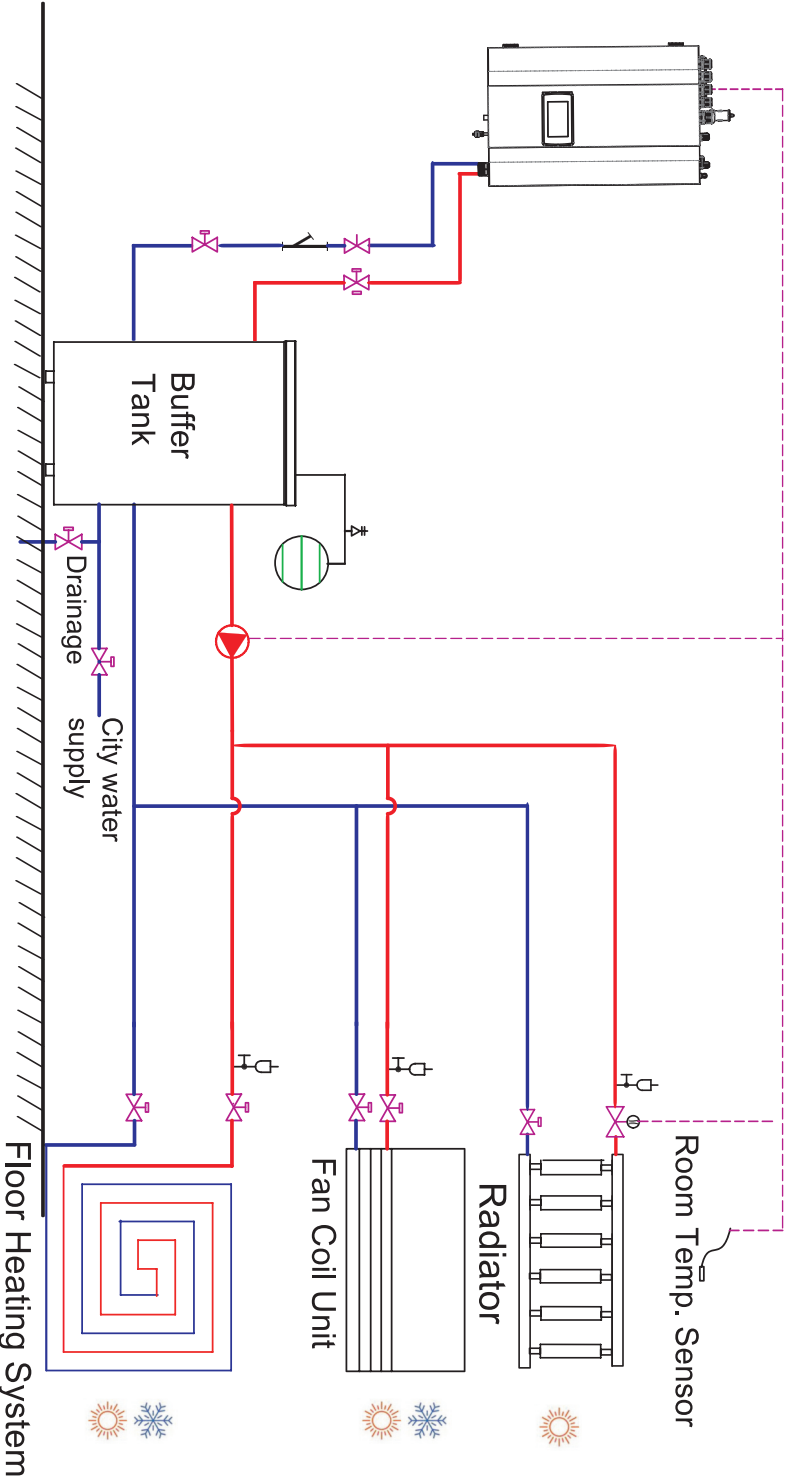 Buffer
Tank
Drainage
City water
supply
Room Temp. Sensor
Radiator
Fan Coil Unit
Floor Heating System